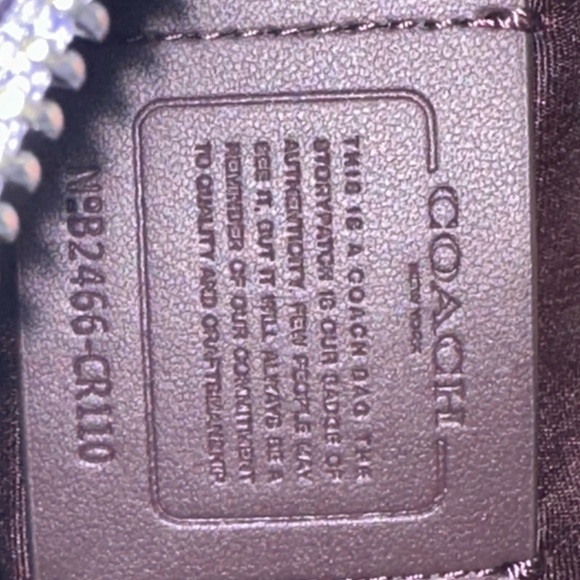 COACH
NEW YORK
THIS IS A COACH BAG. THE
STORYPATCH IS OUR BADGE OF
AUTHENTICITY. FEW PEOPLE MAY
SEE IT, BUT IT WILL ALWAYS BE A
REMINDER OF OUR COMMITMENT
TO QUALITY AND CRAFTSMANSHIP
NºB2466-CR110